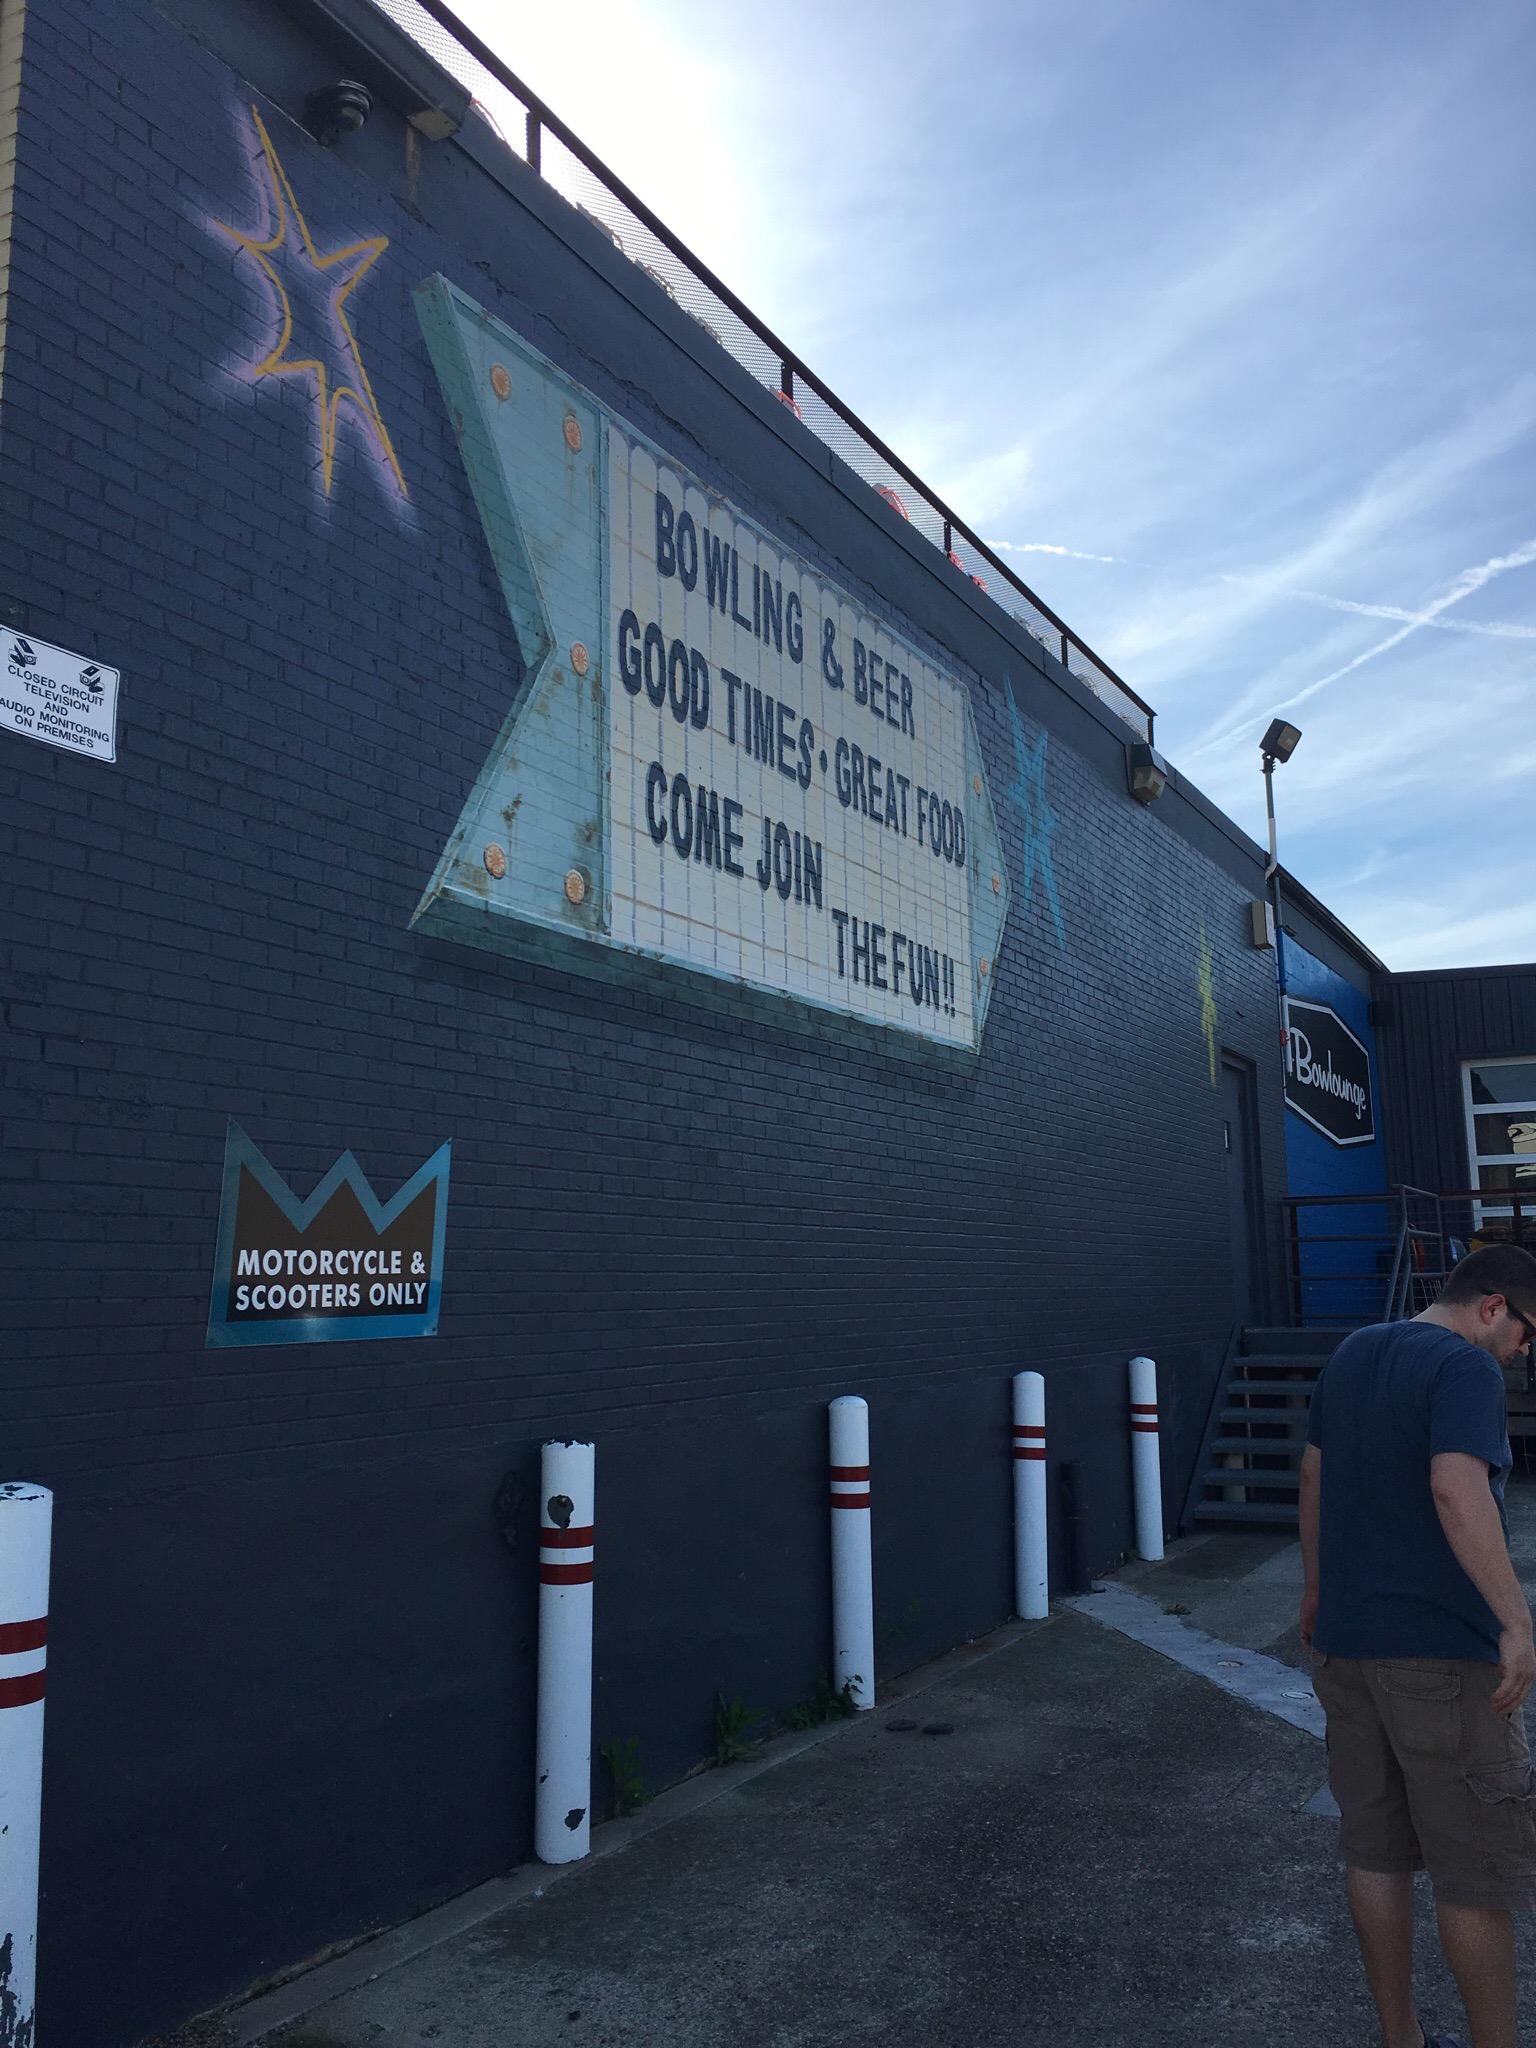 BOWLING & BEER
GOOD TIMES • GREAT FOOD
COME JOIN
THE FUN!!
CLOSED CIRCUIT
TELEVISION
AND
AUDIO MONITORING
ON PREMISES
Bowlounge
MOTORCYCLE &
SCOOTERS ONLY